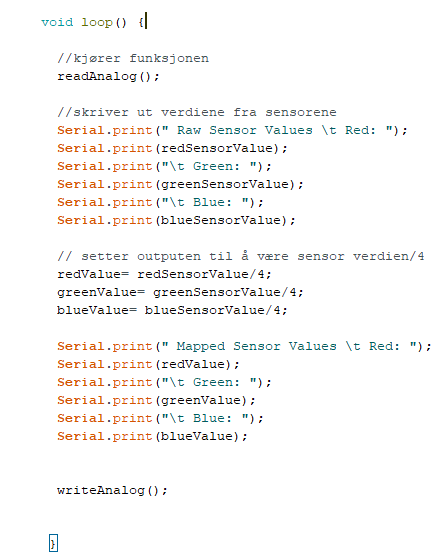 void loop() {
//kjører funksjonen
readAnalog();
//skriver ut verdiene fra sensorene
Serial.print(" Raw Sensor Values \t Red: ");
Serial.print(redSensorValue);
Serial.print("\t Green: ");
Serial.print(greenSensorValue);
Serial.print("\t Blue: ");
Serial.print(blueSensorValue);
// setter outputen til å være sensor verdien/4
redValue= redSensorValue/4;
greenValue= greenSensorValue/4;
blueValue= blueSensorValue/4;
Serial.print(" Mapped Sensor Values \t Red: ");
Serial.print(redValue);
Serial.print("\t Green: ");
Serial.print(greenValue);
Serial.print("\t Blue: ");
Serial.print(blueValue);
writeAnalog();
}